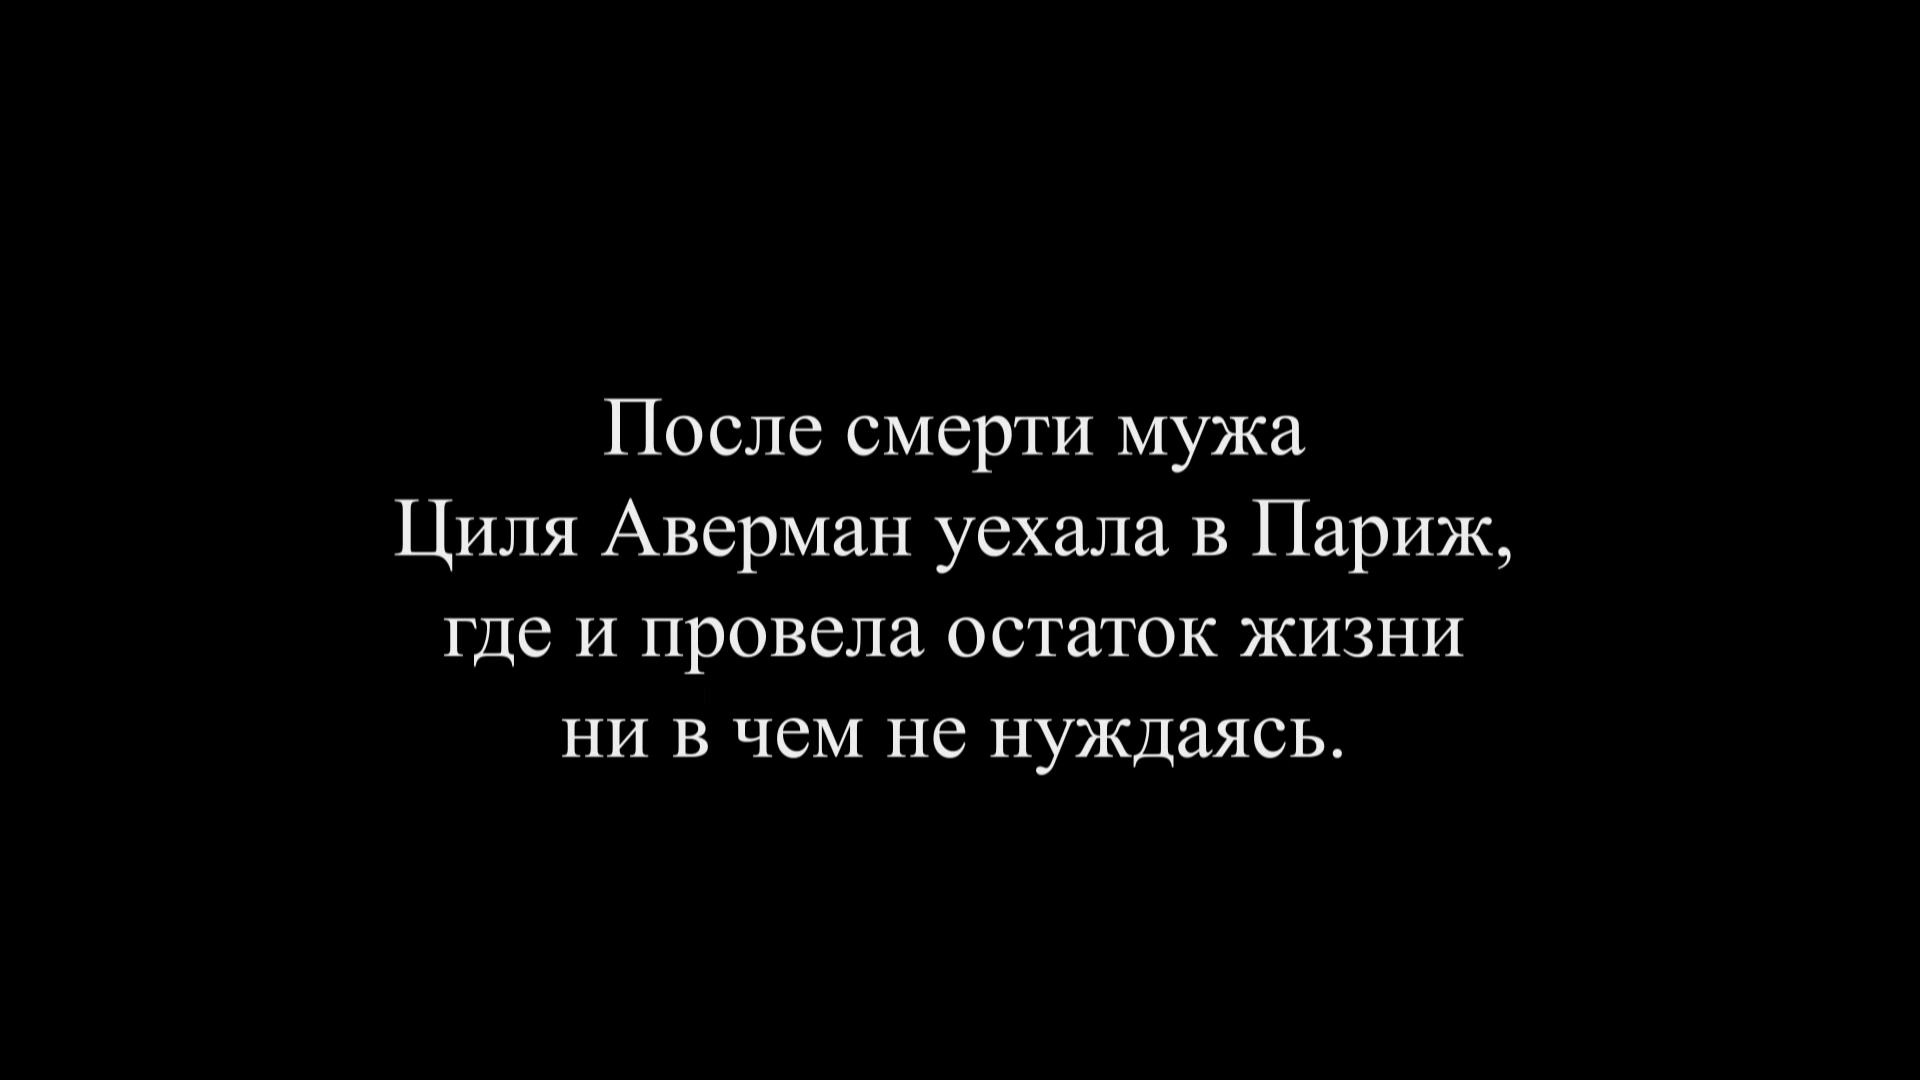 После смерти мужа
Циля Аверман уехала в Париж,
где и провела остаток жизни
ни в чем не нуждаясь.